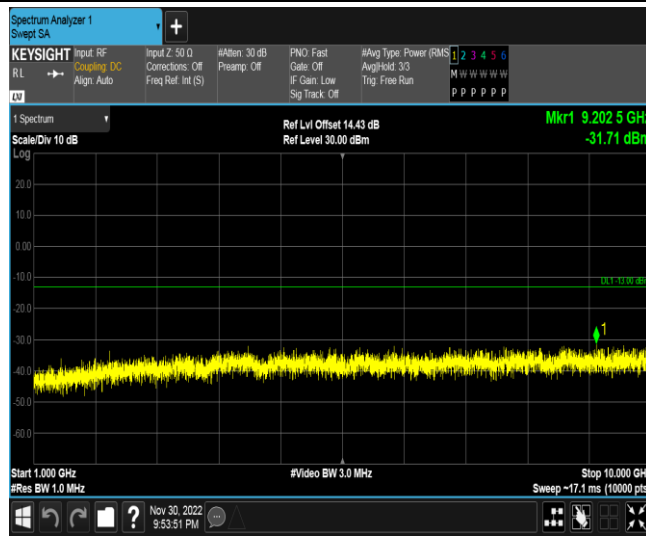 Spectrum Analyzer 1
Swept SA
+
KEYSIGHT
RL
LXI
Input: RF
Coupling: DC
Align: Auto
Input Z: 50 Ω
Corrections: Off
Freq Ref: Int (S)
#Atten: 30 dB
Preamp: Off
PNO: Fast
Gate: Off
IF Gain: Low
Sig Track: Off
#Avg Type: Power (RMS
Avg|Hold: 3/3
Trig: Free Run
1 2 3 4 5 6
M W W W W W
P P P P P P
1 Spectrum
Scale/Div 10 dB
Ref Lvl Offset 14.43 dB
Ref Level 30.00 dBm
Mkr1 9.202 5 GHz
-31.71 dBm
Log
20.0
10.0
0.00
-10.0
DL1 -13.00 dBm
-20.0
-30.0
1
-40.0
-50.0
-60.0
Start 1.000 GHz
#Res BW 1.0 MHz
#Video BW 3.0 MHz
Stop 10.000 GHz
Sweep ~17.1 ms (10000 pts
?
Nov 30, 2022
9:53:51 PM